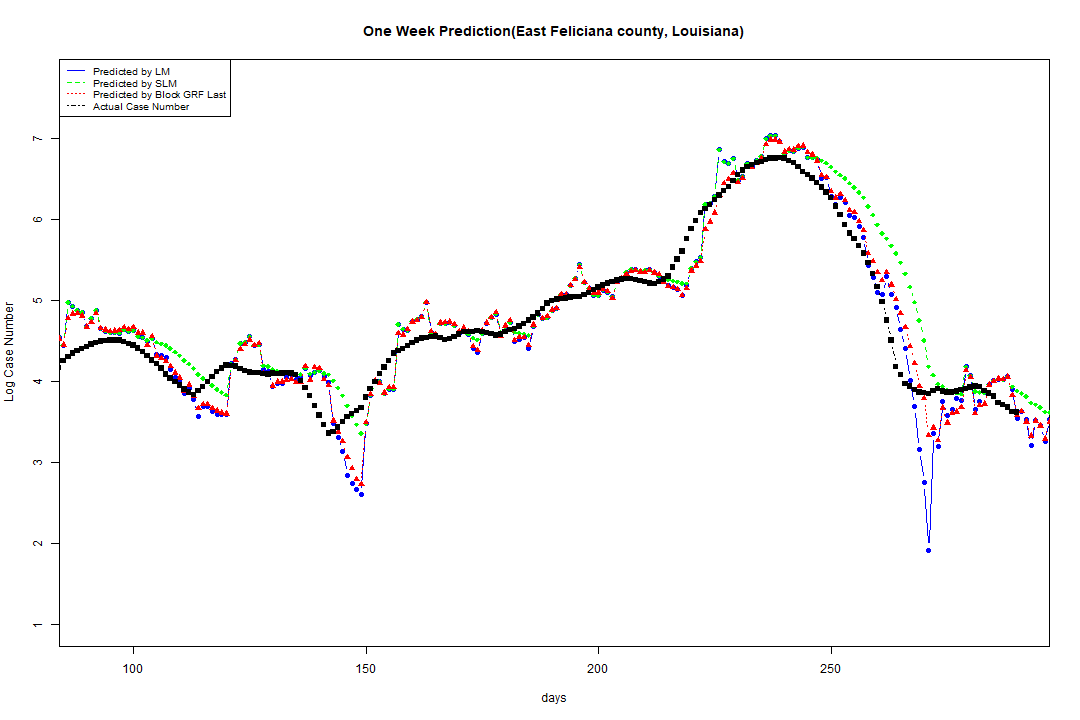 One Week Prediction(East Feliciana county, Louisiana)
Predicted by LM
Predicted by SLM
Predicted by Block GRF Last
Actual Case Number
Log Case Number
7
6
5
4
3
2
1
100 150 200 250
days